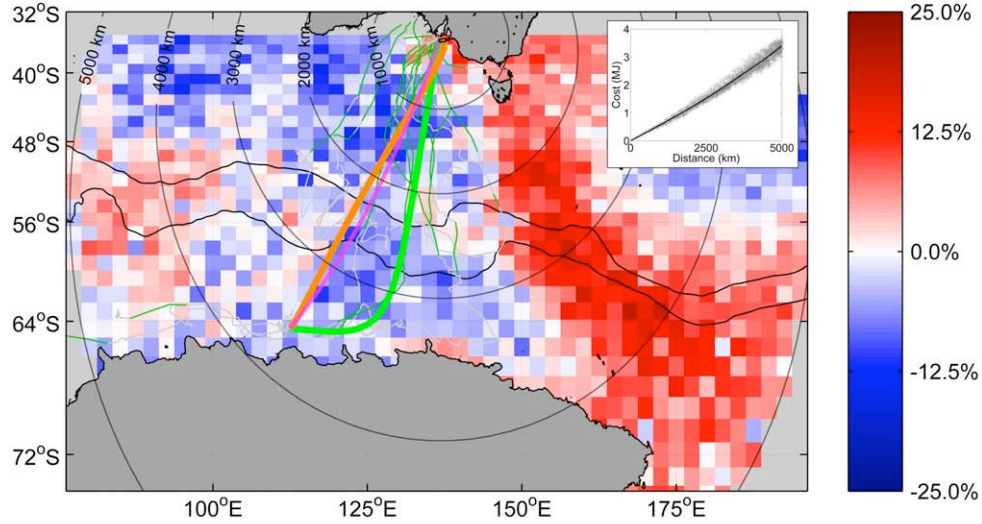 32°S
40°S
48°S
56°S
64°S
72°S
100°E
125°E
150°E
175°E
5000 km
4000 km
3000 km
2000 km
1000 km
4
3
2
1
0
Cost (MJ)
0
2500
5000
Distance (km)
25.0%
12.5%
0.0%
-12.5%
-25.0%